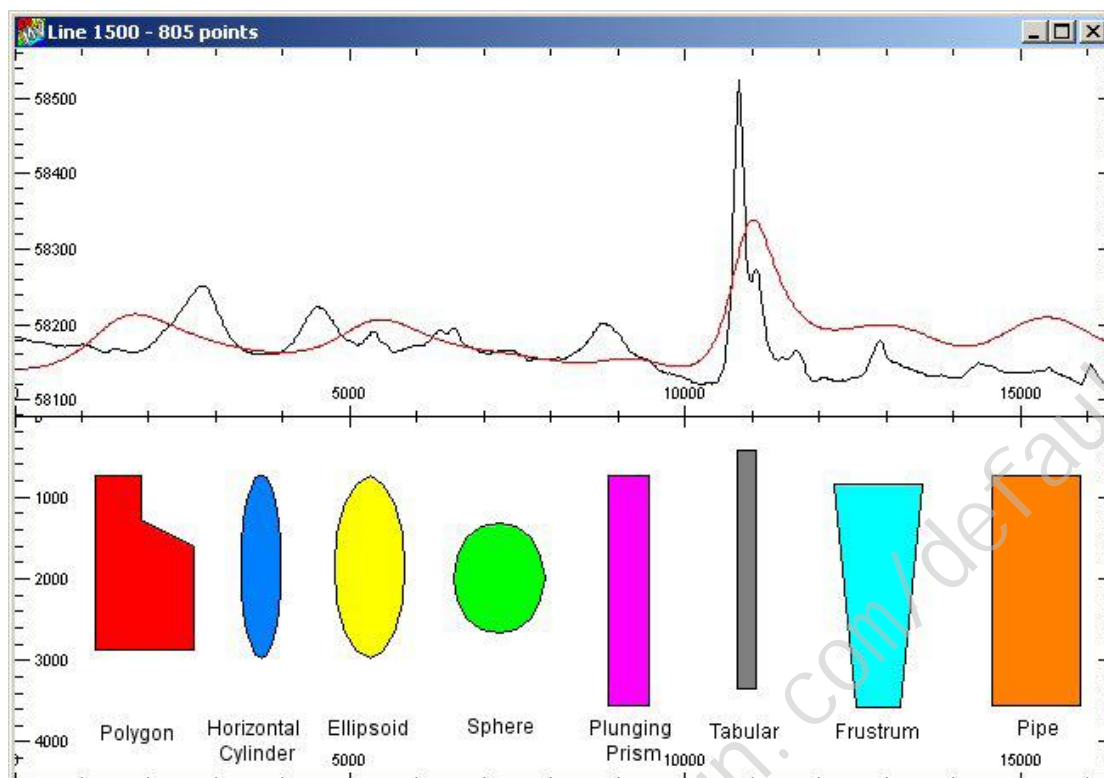 Line 1500 - 805 points
58500
58400
58300
58200
58100
5000 10000 15000
1000
2000
3000
4000
Polygon Horizontal Cylinder Ellipsoid Sphere Plunging Prism Tabular Frustrum Pipe
5000 10000 15000